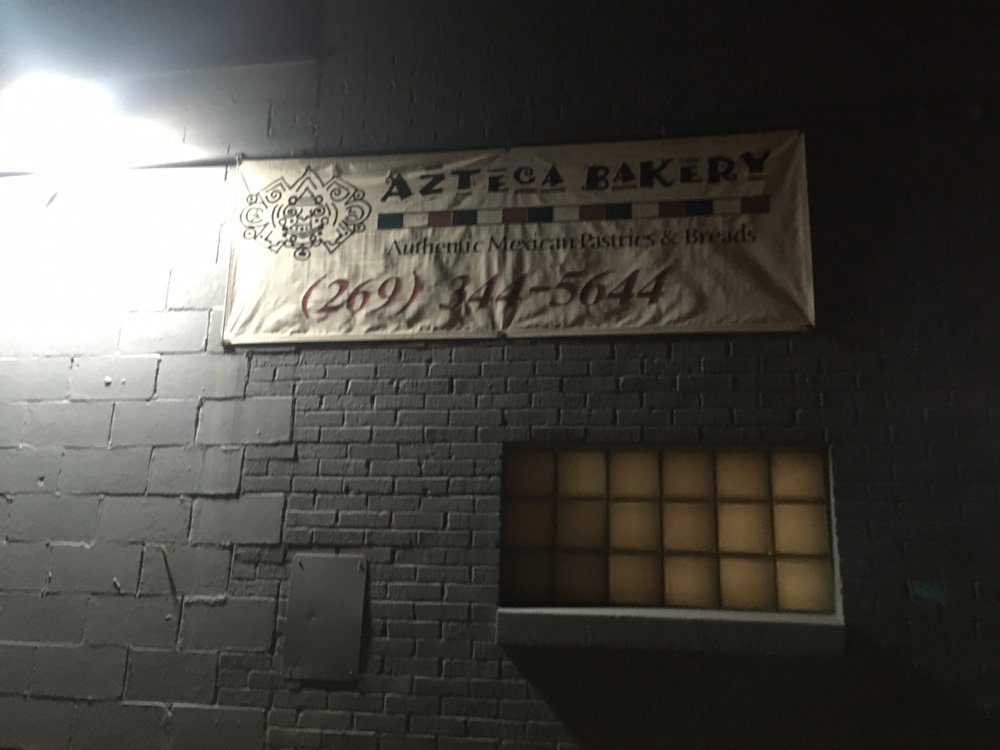 AZTECA BAKERY
Authentic Mexican Pastries & Breads
(269) 344-5644